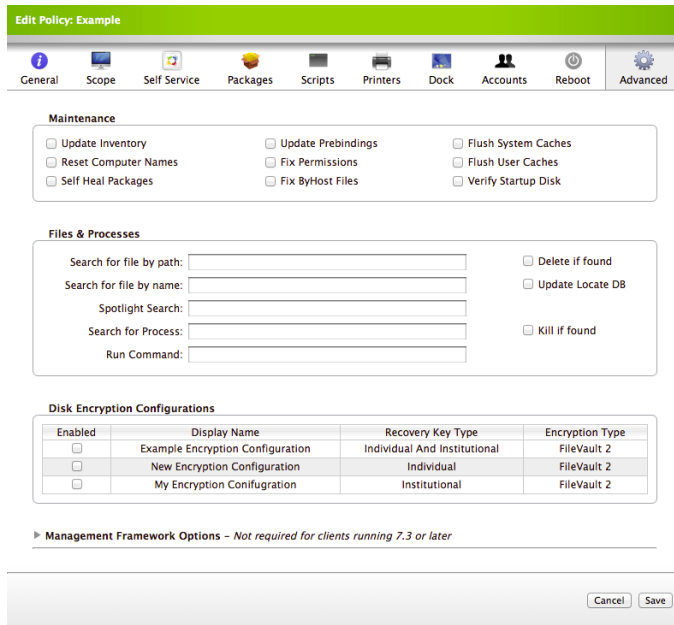 Edit Policy: Example
General Scope Self Service Packages Scripts Printers Dock Accounts Reboot Advanced
Maintenance
Update Inventory Update Prebindings Flush System Caches
Reset Computer Names Fix Permissions Flush User Caches
Self Heal Packages Fix ByHost Files Verify Startup Disk
Files & Processes
Search for file by path: Delete if found
Search for file by name: Update Locate DB
Spotlight Search:
Search for Process: Kill if found
Run Command:
Disk Encryption Configurations
Enabled Display Name Recovery Key Type Encryption Type
Example Encryption Configuration Individual And Institutional FileVault 2
New Encryption Configuration Individual FileVault 2
My Encryption Conifugration Institutional FileVault 2
Management Framework Options – Not required for clients running 7.3 or later
Cancel Save